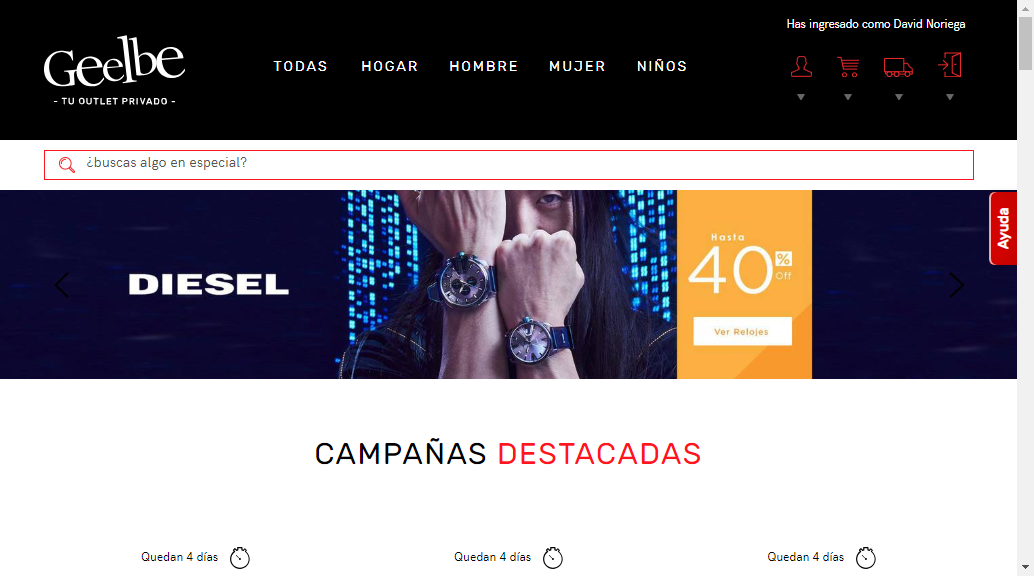 Has ingresado como David Noriega
Geelbe
- TU OUTLET PRIVADO -
TODAS HOGAR HOMBRE MUJER NIÑOS
¿buscas algo en especial?
Ayuda
DIESEL
Hasta
40% Off
Ver Relojes
CAMPAÑAS DESTACADAS
Quedan 4 días Quedan 4 días Quedan 4 días